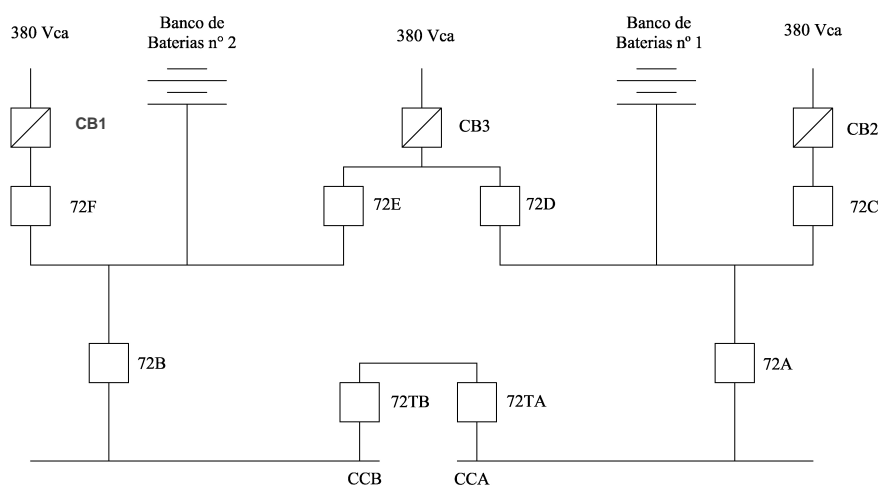 380 Vca
Banco de
Baterias n° 2
380 Vca
Banco de
Baterias nº 1
380 Vca
CB1
CB3
CB2
72F
72E
72D
72C
72B
72A
72TB
72TA
CCB
CCA